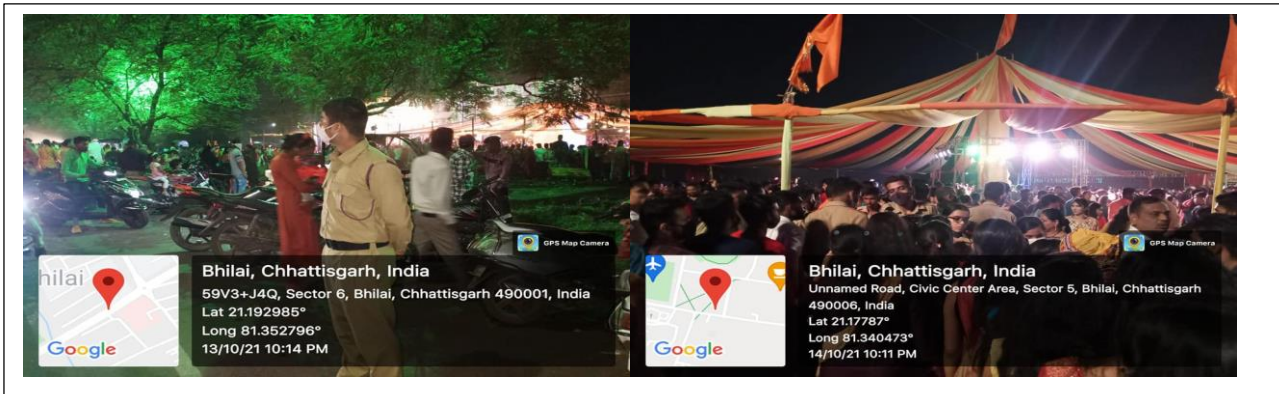 GPS Map Camera
hilai
Google
Bhilai, Chhattisgarh, India
59V3+J4Q, Sector 6, Bhilai, Chhattisgarh 490001, India
Lat 21.192985°
Long 81.352796°
13/10/21 10:14 PM
GPS Map Camera
Google
Bhilai, Chhattisgarh, India
Unnamed Road, Civic Center Area, Sector 5, Bhilai, Chhattisgarh
490006, India
Lat 21.17787°
Long 81.340473°
14/10/21 10:11 PM